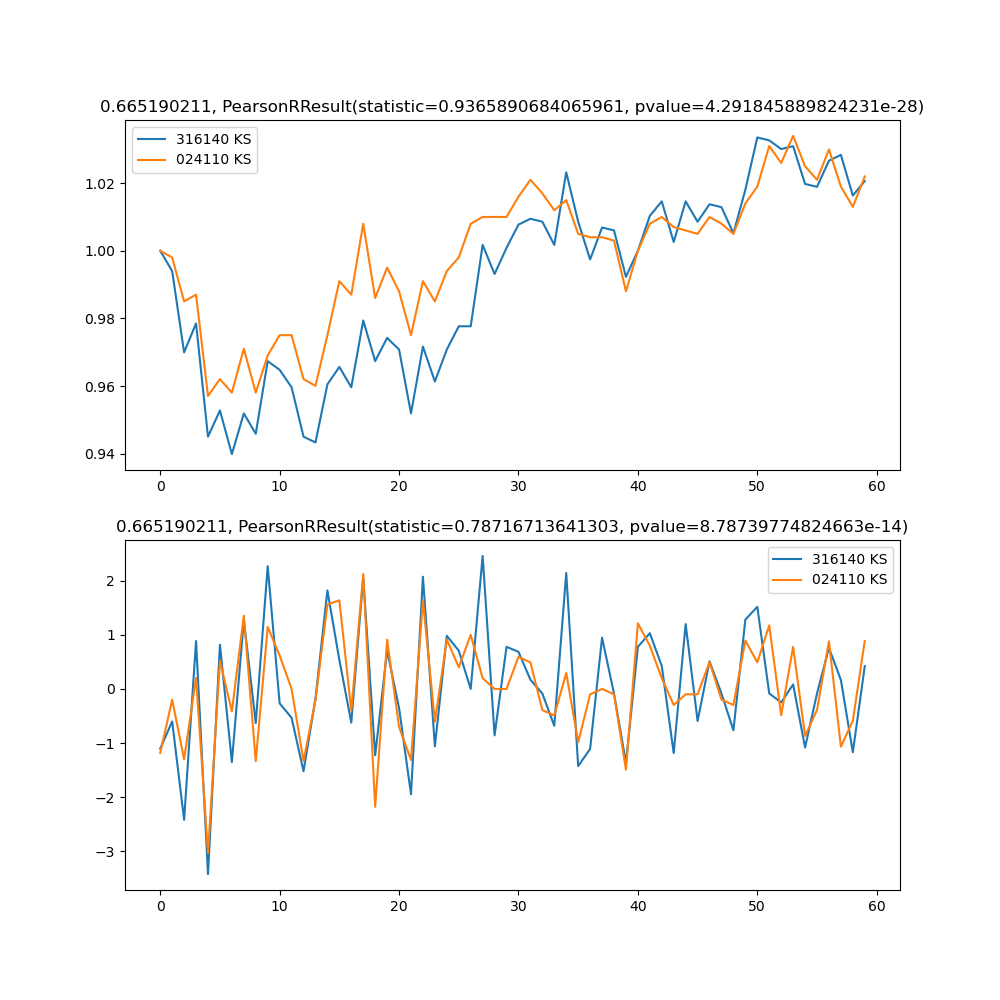 0.665190211, PearsonRResult(statistic=0.9365890684065961, pvalue=4.291845889824231e-28)
316140 KS
024110 KS
1.02
1.00
0.98
0.96
0.94
0 10 20 30 40 50 60
0.665190211, PearsonRResult(statistic=0.78716713641303, pvalue=8.78739774824663e-14)
316140 KS
024110 KS
2
1
0
−1
−2
−3
0 10 20 30 40 50 60